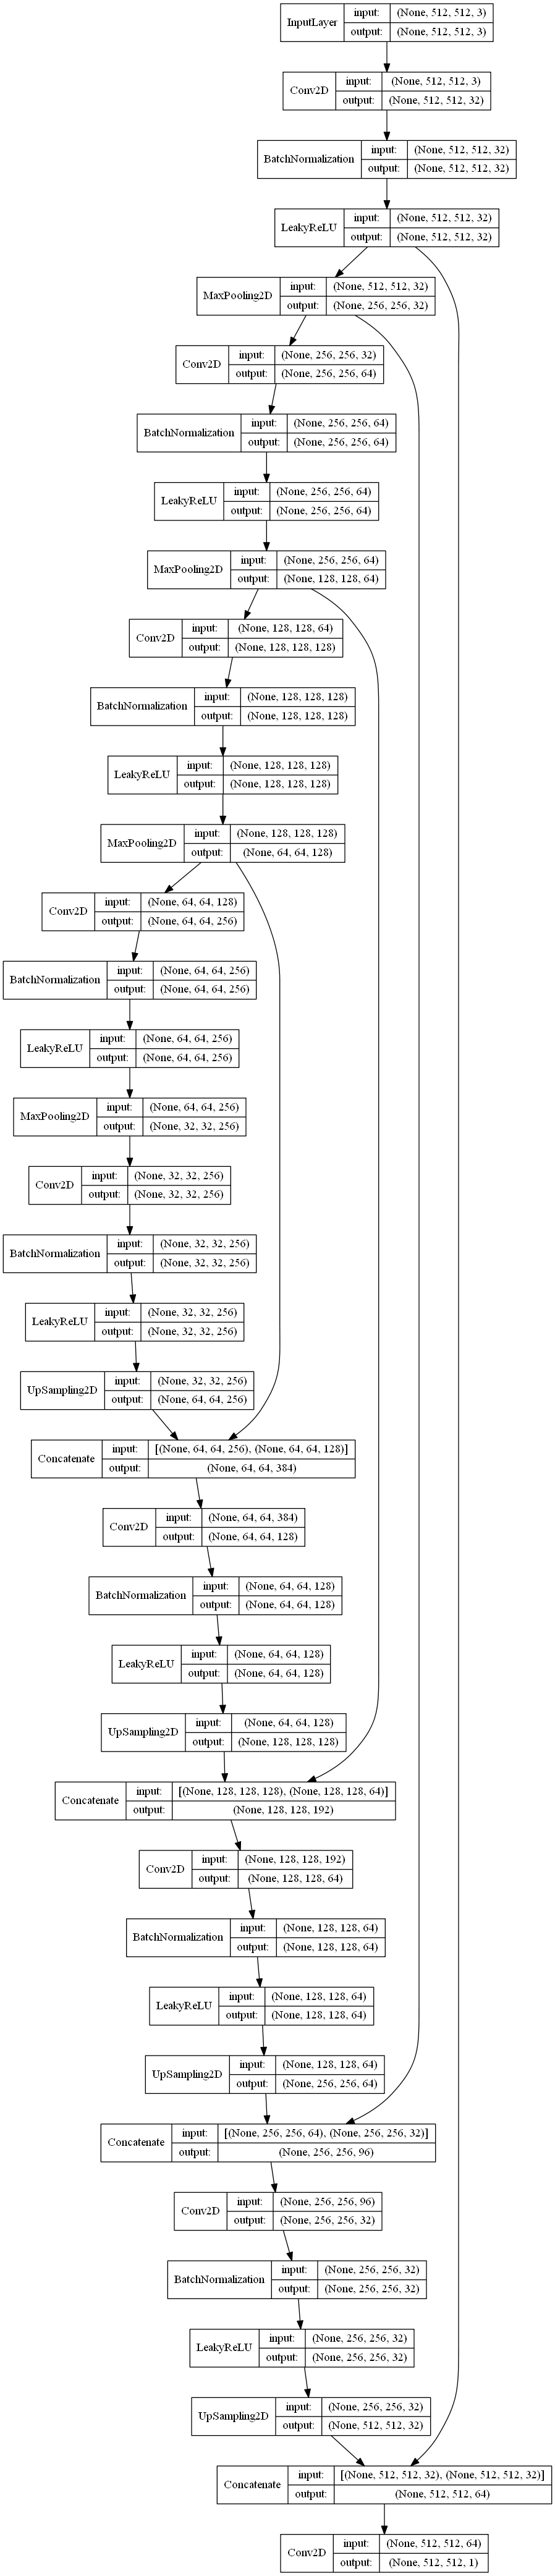 InputLayer input: (None, 512, 512, 3)
output: (None, 512, 512, 3)
Conv2D input: (None, 512, 512, 3)
output: (None, 512, 512, 32)
BatchNormalization input: (None, 512, 512, 32)
output: (None, 512, 512, 32)
LeakyReLU input: (None, 512, 512, 32)
output: (None, 512, 512, 32)
MaxPooling2D input: (None, 512, 512, 32)
output: (None, 256, 256, 32)
Conv2D input: (None, 256, 256, 32)
output: (None, 256, 256, 64)
BatchNormalization input: (None, 256, 256, 64)
output: (None, 256, 256, 64)
LeakyReLU input: (None, 256, 256, 64)
output: (None, 256, 256, 64)
MaxPooling2D input: (None, 256, 256, 64)
output: (None, 128, 128, 64)
Conv2D input: (None, 128, 128, 64)
output: (None, 128, 128, 128)
BatchNormalization input: (None, 128, 128, 128)
output: (None, 128, 128, 128)
LeakyReLU input: (None, 128, 128, 128)
output: (None, 128, 128, 128)
MaxPooling2D input: (None, 128, 128, 128)
output: (None, 64, 64, 128)
Conv2D input: (None, 64, 64, 128)
output: (None, 64, 64, 256)
BatchNormalization input: (None, 64, 64, 256)
output: (None, 64, 64, 256)
LeakyReLU input: (None, 64, 64, 256)
output: (None, 64, 64, 256)
MaxPooling2D input: (None, 64, 64, 256)
output: (None, 32, 32, 256)
Conv2D input: (None, 32, 32, 256)
output: (None, 32, 32, 256)
BatchNormalization input: (None, 32, 32, 256)
output: (None, 32, 32, 256)
LeakyReLU input: (None, 32, 32, 256)
output: (None, 32, 32, 256)
UpSampling2D input: (None, 32, 32, 256)
output: (None, 64, 64, 256)
Concatenate input: [(None, 64, 64, 256), (None, 64, 64, 128)]
output: (None, 64, 64, 384)
Conv2D input: (None, 64, 64, 384)
output: (None, 64, 64, 128)
BatchNormalization input: (None, 64, 64, 128)
output: (None, 64, 64, 128)
LeakyReLU input: (None, 64, 64, 128)
output: (None, 64, 64, 128)
UpSampling2D input: (None, 64, 64, 128)
output: (None, 128, 128, 128)
Concatenate input: [(None, 128, 128, 128), (None, 128, 128, 64)]
output: (None, 128, 128, 192)
Conv2D input: (None, 128, 128, 192)
output: (None, 128, 128, 64)
BatchNormalization input: (None, 128, 128, 64)
output: (None, 128, 128, 64)
LeakyReLU input: (None, 128, 128, 64)
output: (None, 128, 128, 64)
UpSampling2D input: (None, 128, 128, 64)
output: (None, 256, 256, 64)
Concatenate input: [(None, 256, 256, 64), (None, 256, 256, 32)]
output: (None, 256, 256, 96)
Conv2D input: (None, 256, 256, 96)
output: (None, 256, 256, 32)
BatchNormalization input: (None, 256, 256, 32)
output: (None, 256, 256, 32)
LeakyReLU input: (None, 256, 256, 32)
output: (None, 256, 256, 32)
UpSampling2D input: (None, 256, 256, 32)
output: (None, 512, 512, 32)
Concatenate input: [(None, 512, 512, 32), (None, 512, 512, 32)]
output: (None, 512, 512, 64)
Conv2D input: (None, 512, 512, 64)
output: (None, 512, 512, 1)